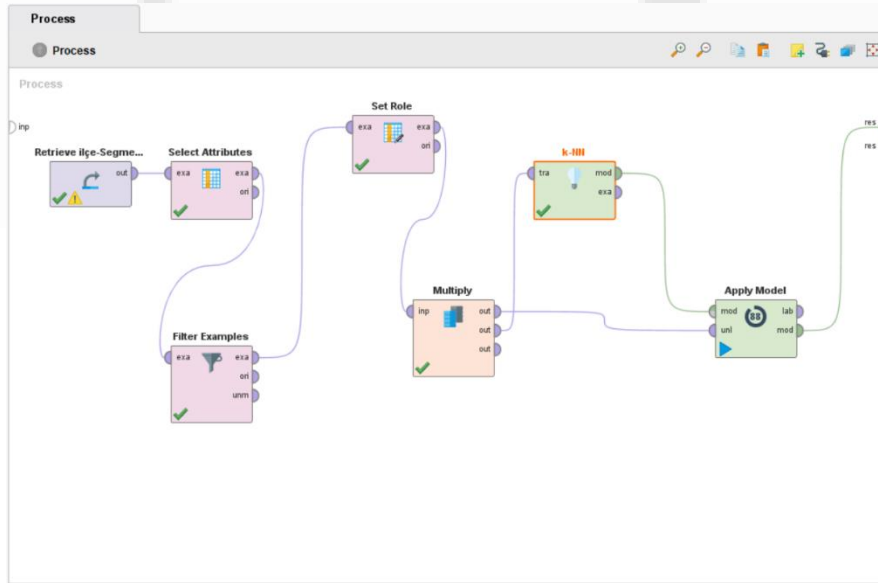 Process
Process
Process
inp
res
res
Retrieve ilçe-Segme...
out
Select Attributes
exa exa
ori
Set Role
exa exa
ori
k-NN
tra mod
exa
Filter Examples
exa exa
ori
unm
Multiply
inp out
out
out
Apply Model
mod lab
unl mod